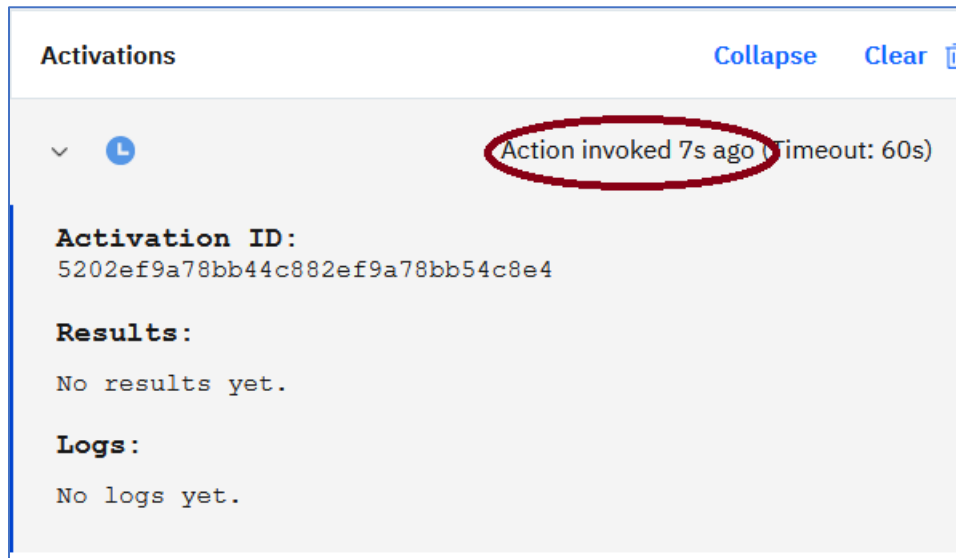 Activations Collapse Clear
Action invoked 7s ago (Timeout: 60s)
Activation ID:
5202ef9a78bb44c882ef9a78bb54c8e4
Results:
No results yet.
Logs:
No logs yet.